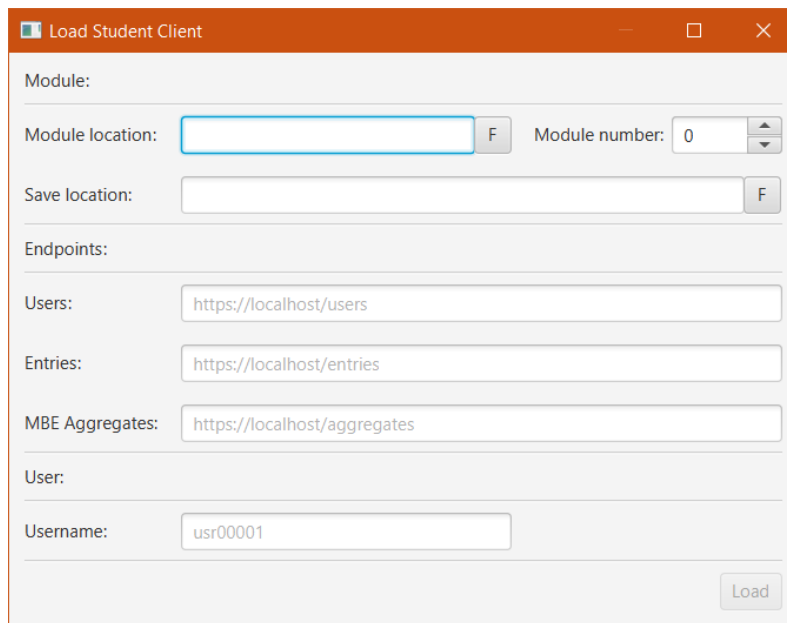 Load Student Client
Module:
Module location: F Module number: 0
Save location: F
Endpoints:
Users: https://localhost/users
Entries: https://localhost/entries
MBE Aggregates: https://localhost/aggregates
User:
Username: usr00001
Load